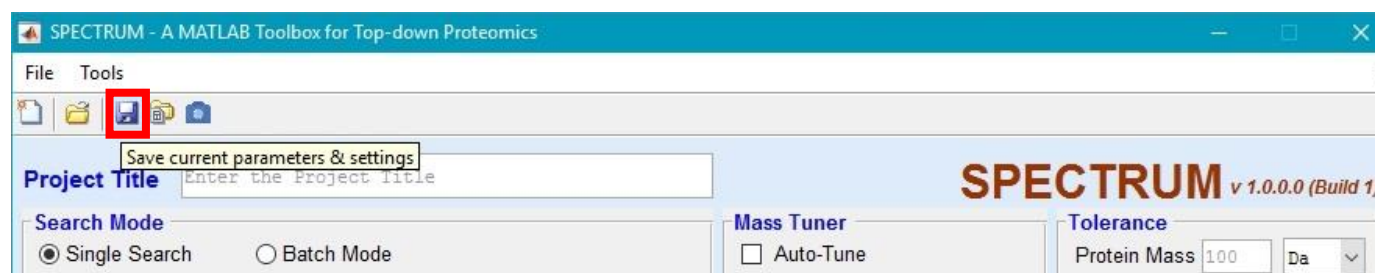 SPECTRUM - A MATLAB Toolbox for Top-down Proteomics
File Tools
Save current parameters & settings
Project Title Enter the Project Title
SPECTRUM v 1.0.0.0 (Build 1)
Search Mode Mass Tuner Tolerance
Single Search Batch Mode Auto-Tune Protein Mass 100 Da